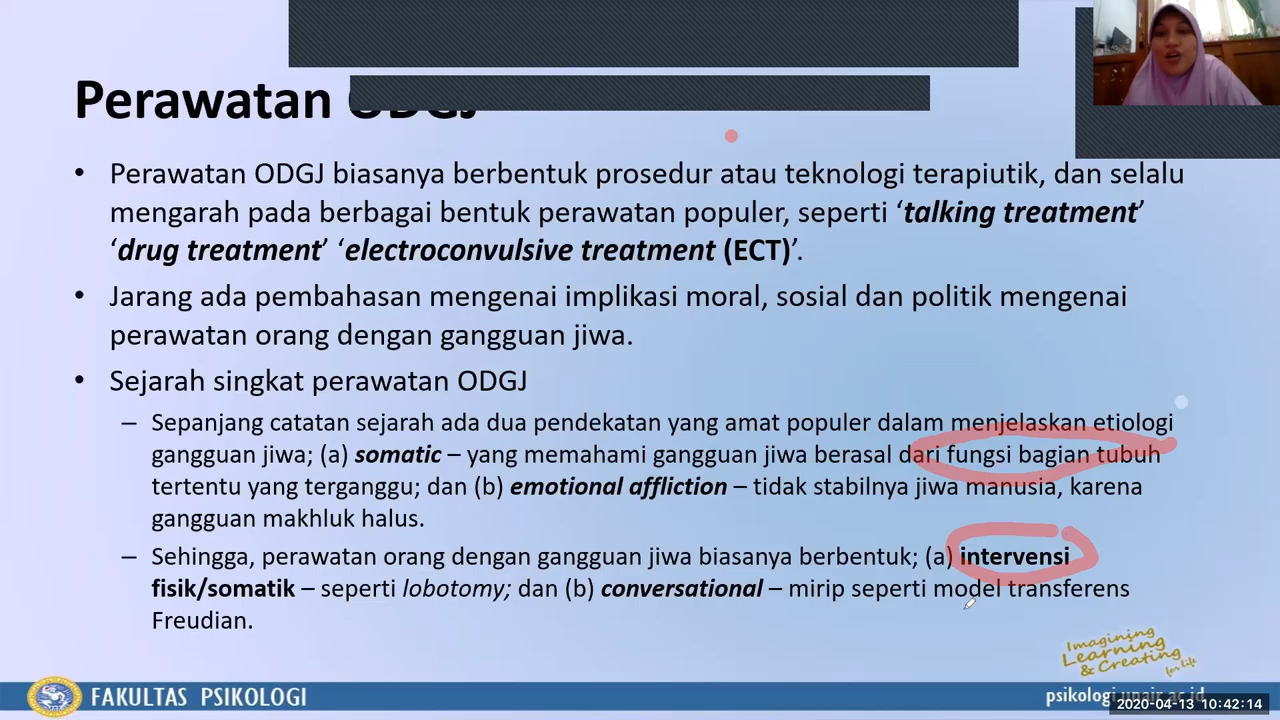 Perawatan ODGJ
• Perawatan ODGJ biasanya berbentuk prosedur atau teknologi terapiutik, dan selalu
mengarah pada berbagai bentuk perawatan populer, seperti ‘talking treatment’
‘drug treatment’ ‘electroconvulsive treatment (ECT)’.
• Jarang ada pembahasan mengenai implikasi moral, sosial dan politik mengenai
perawatan orang dengan gangguan jiwa.
• Sejarah singkat perawatan ODGJ
– Sepanjang catatan sejarah ada dua pendekatan yang amat populer dalam menjelaskan etiologi
gangguan jiwa; (a) somatic – yang memahami gangguan jiwa berasal dari fungsi bagian tubuh
tertentu yang terganggu; dan (b) emotional affliction – tidak stabilnya jiwa manusia, karena
gangguan makhluk halus.
– Sehingga, perawatan orang dengan gangguan jiwa biasanya berbentuk; (a) intervensi
fisik/somatik – seperti lobotomy; dan (b) conversational – mirip seperti model transferens
Freudian.
Imagining
Learning
& Creating
for life
FAKULTAS PSIKOLOGI
psikologi.unair.ac.id
2020-04-13 10:42:14